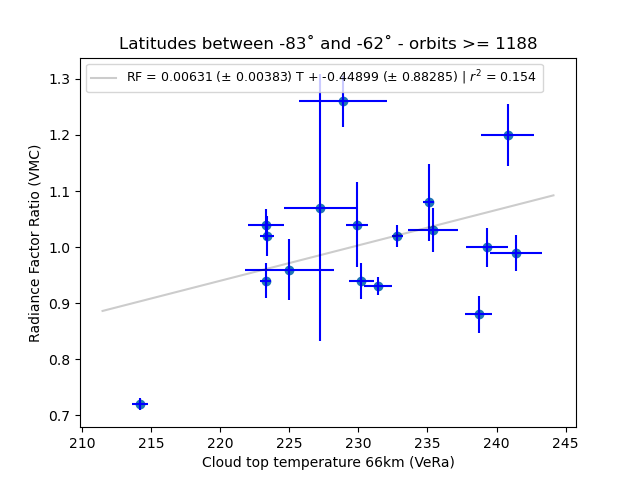 Latitudes between -83˚ and -62˚ - orbits >= 1188
RF = 0.00631 (± 0.00383) T + -0.44899 (± 0.88285) | r² = 0.154
Radiance Factor Ratio (VMC)
1.3
1.2
1.1
1.0
0.9
0.8
0.7
210 215 220 225 230 235 240 245
Cloud top temperature 66km (VeRa)